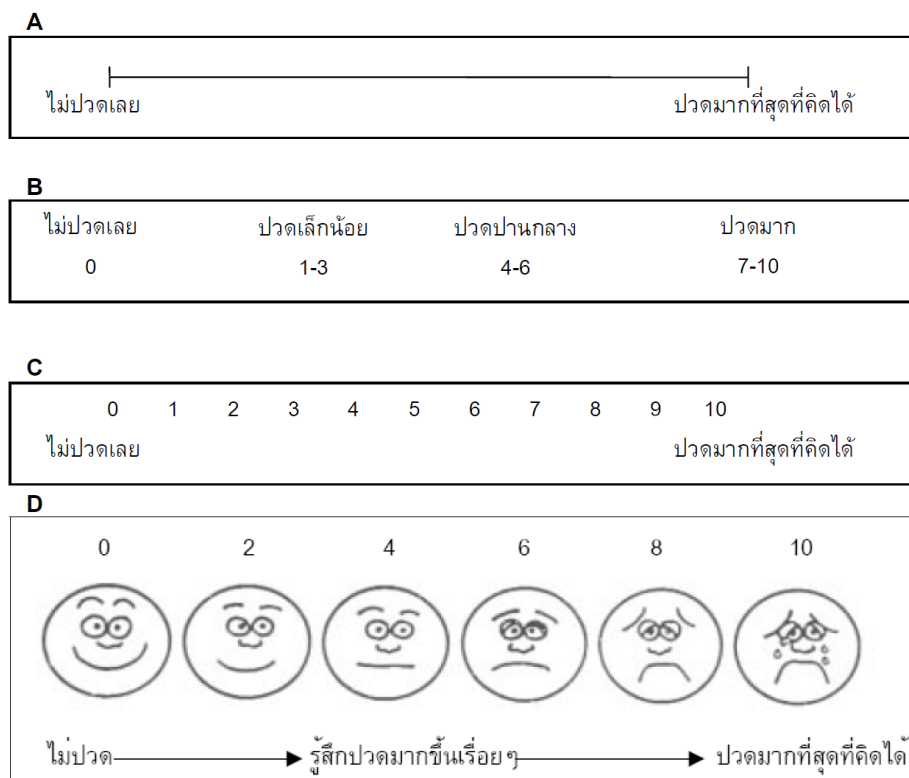 A
ไม่ปวดเลย ปวดมากที่สุดที่คิดได้
B
ไม่ปวดเลย ปวดเล็กน้อย ปวดปานกลาง ปวดมาก
0 1-3 4-6 7-10
C
0 1 2 3 4 5 6 7 8 9 10
ไม่ปวดเลย ปวดมากที่สุดที่คิดได้
D
0 2 4 6 8 10
ไม่ปวด รู้สึกปวดมากขึ้นเรื่อยๆ ปวดมากที่สุดที่คิดได้